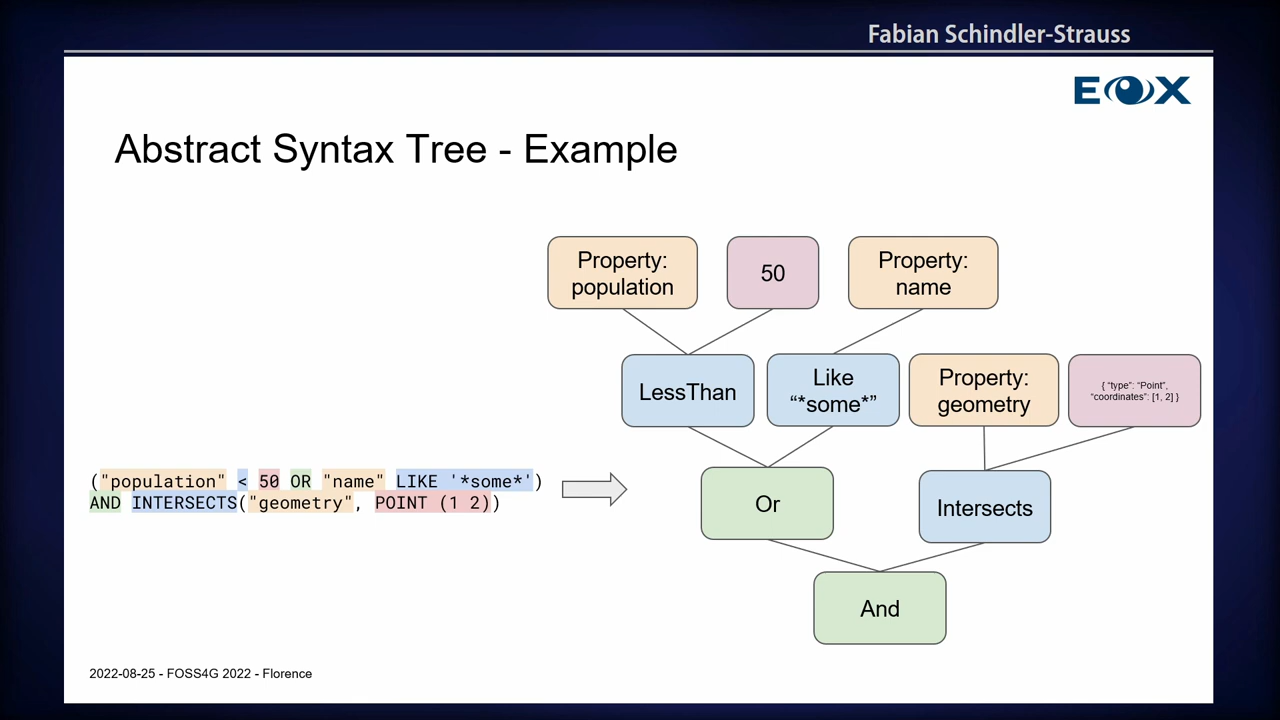 Fabian Schindler-Strauss
EOX
Abstract Syntax Tree - Example
Property:
population
50
Property:
name
LessThan
Like
“*some*”
Property:
geometry
{ “type”: “Point”,
“coordinates”: [1, 2] }
("population" < 50 OR "name" LIKE '*some*')
AND INTERSECTS("geometry", POINT (1 2))
Or
Intersects
And
2022-08-25 - FOSS4G 2022 - Florence